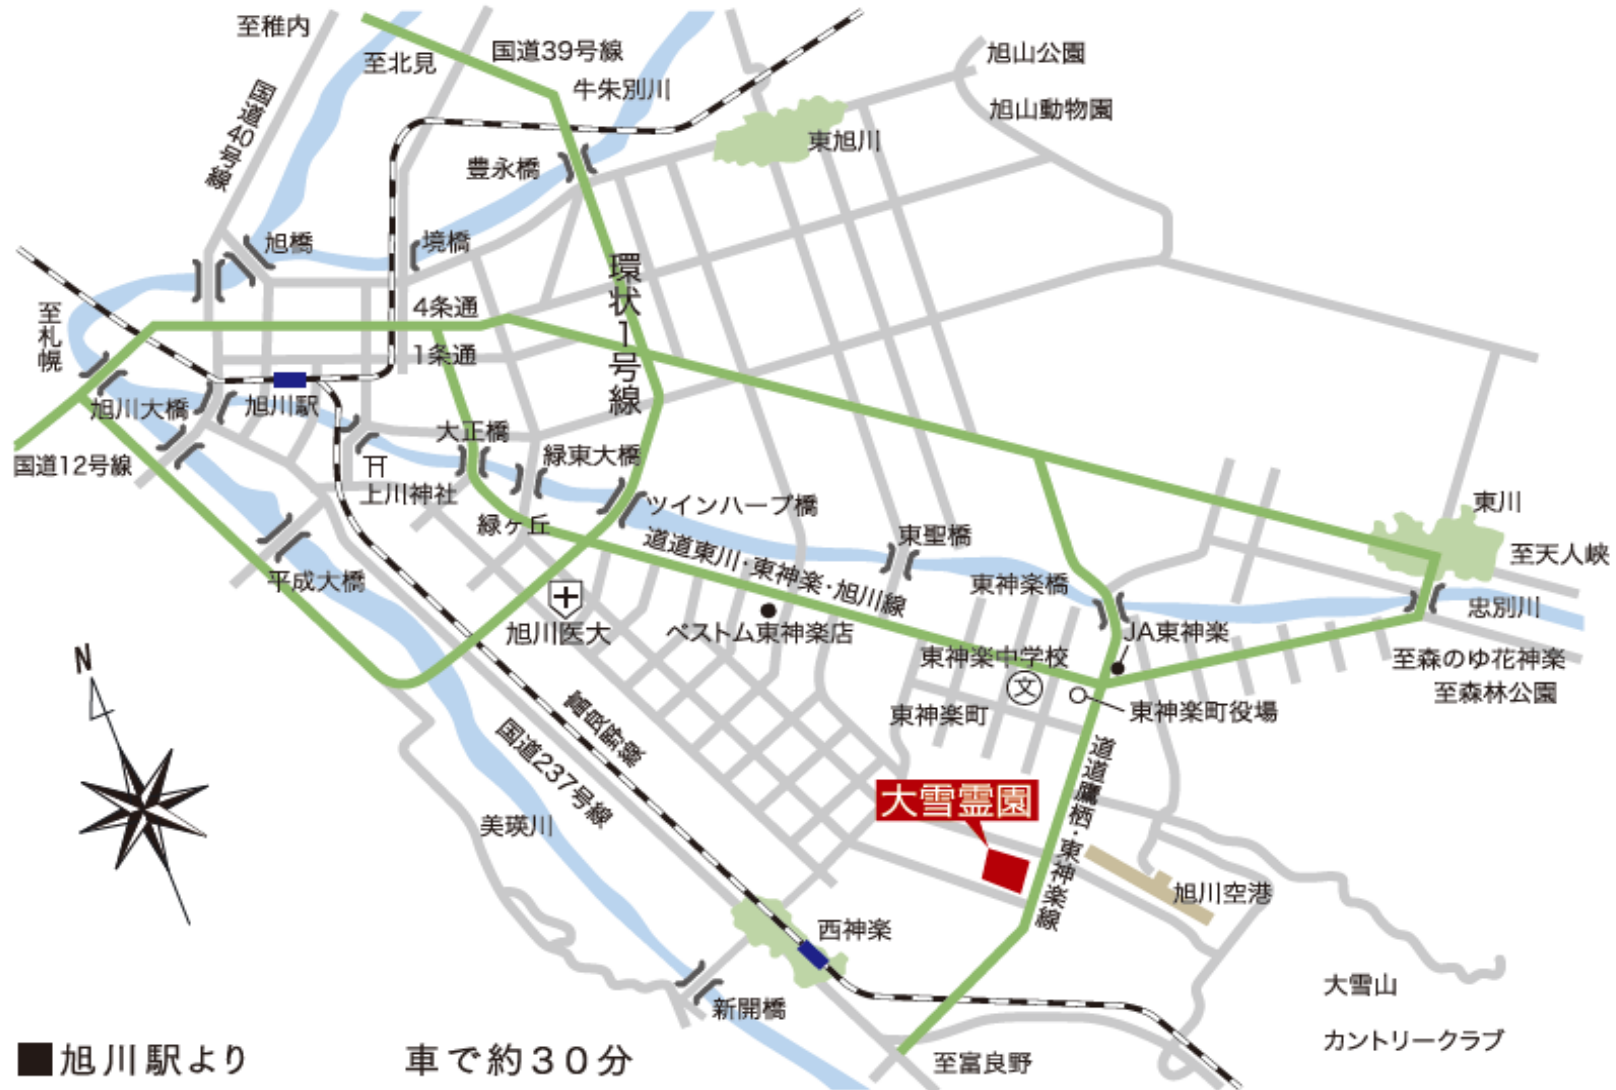 至稚内
至北見
国道39号線
牛朱別川
旭山公園
旭山動物園
国道40号線
豊永橋
東旭川
旭橋
境橋
環状1号線
4条通
1条通
至札幌
旭川大橋
旭川駅
大正橋
緑東大橋
国道12号線
上川神社
緑ヶ丘
ツインハープ橋
東聖橋
東川
至天人峡
道道東川・東神楽・旭川線
平成大橋
東神楽橋
忠別川
旭川医大
ベストム東神楽店
JA東神楽
東神楽中学校
文
至森のゆ花神楽
至森林公園
東神楽町
東神楽町役場
N
富良野線
国道237号線
道道鷹栖・東神楽線
大雪霊園
美瑛川
旭川空港
西神楽
大雪山
カントリークラブ
新開橋
至富良野
■旭川駅より 車で約30分